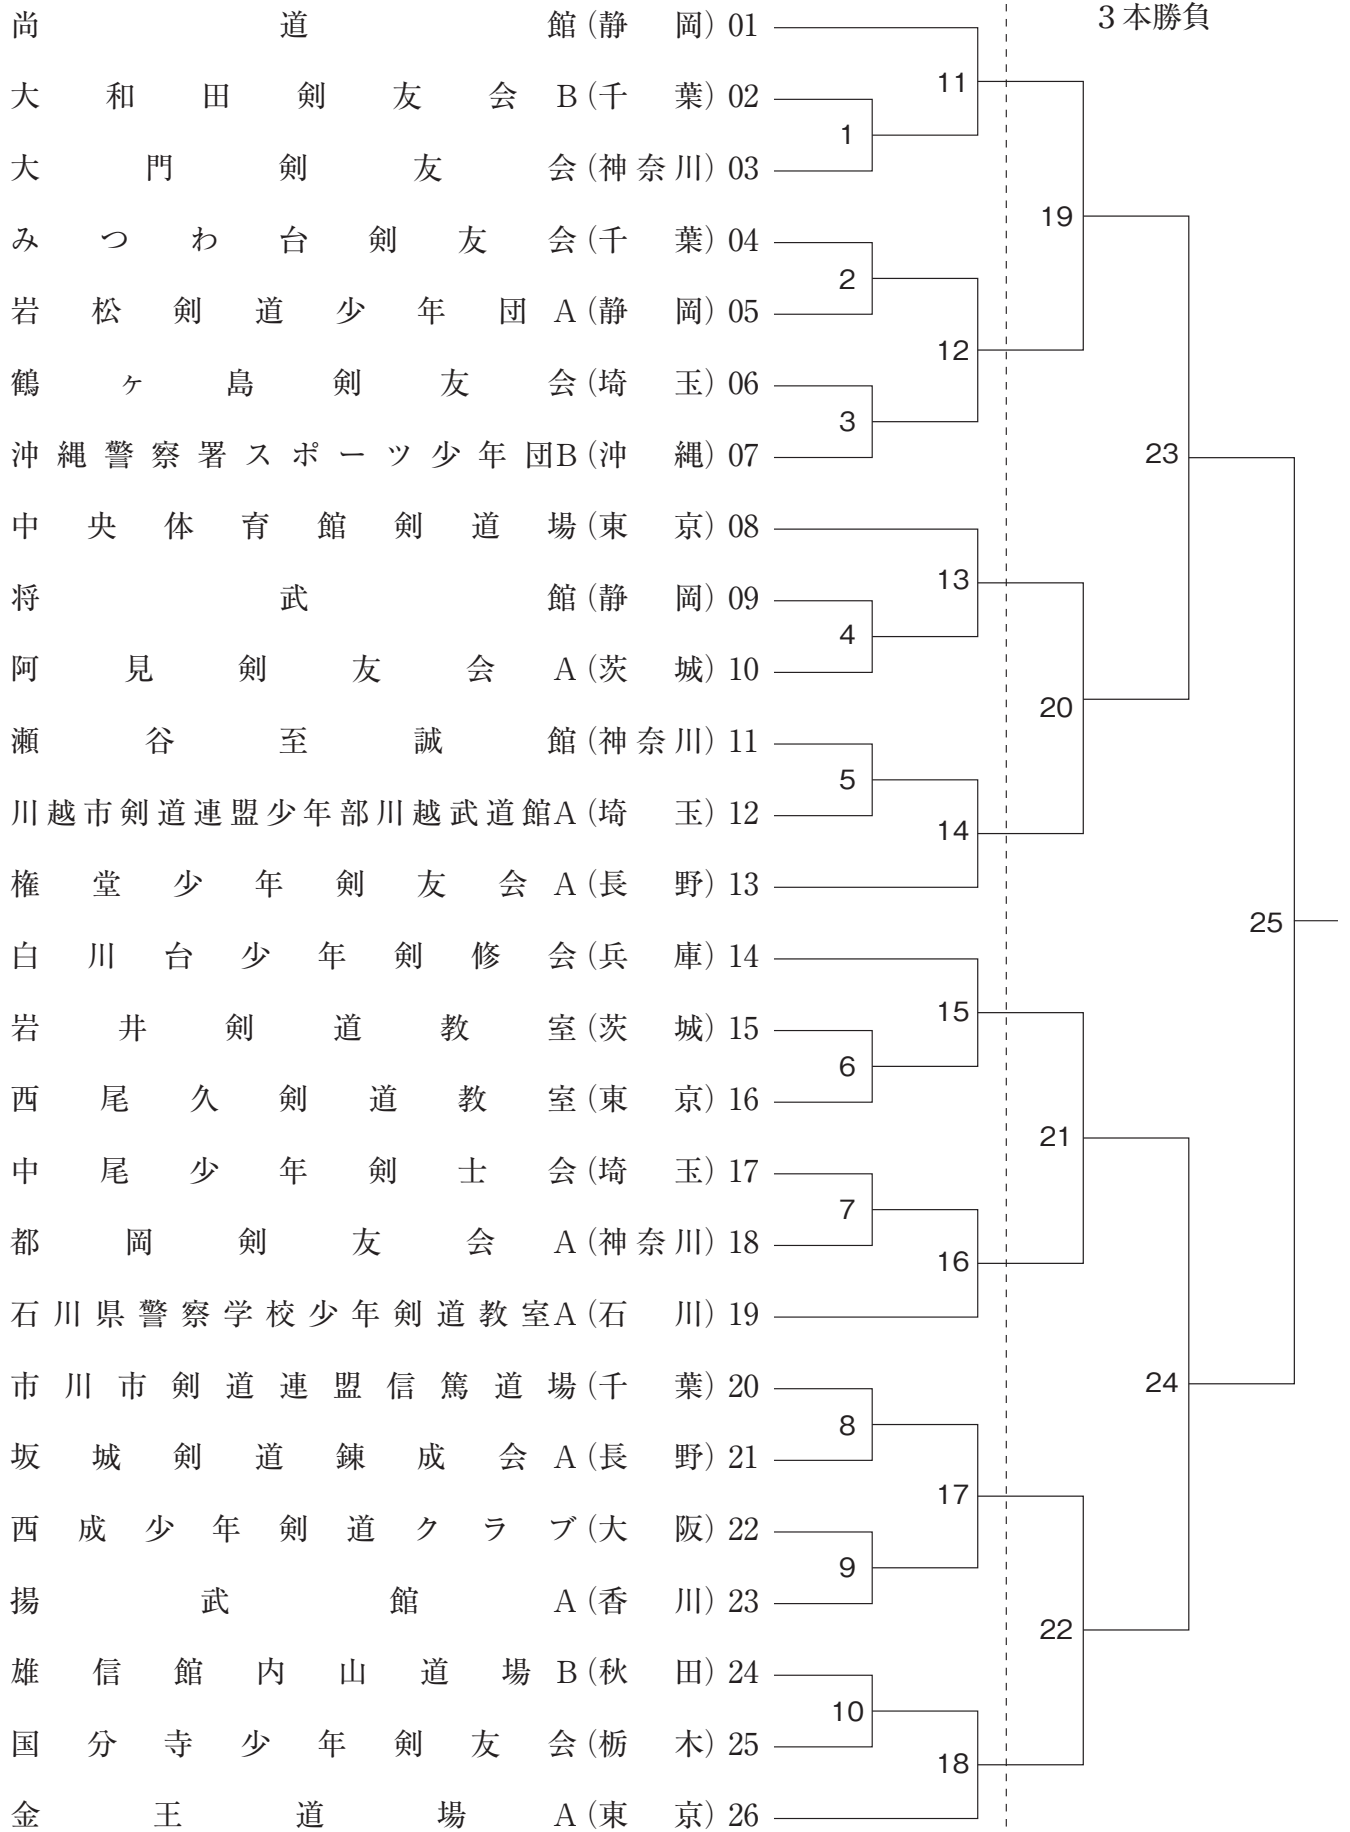 3本勝負
尚道館(静岡)01
大和田剣友会B(千葉)02
大門剣友会(神奈川)03
みつわ台剣友会(千葉)04
岩松剣道少年団A(静岡)05
鶴ヶ島剣友会(埼玉)06
沖縄警察署スポーツ少年団B(沖縄)07
中央体育館剣道場(東京)08
将武館(静岡)09
阿見剣友会A(茨城)10
瀬谷至誠館(神奈川)11
川越市剣道連盟少年部川越武道館A(埼玉)12
権堂少年剣友会A(長野)13
白川台少年剣修会(兵庫)14
岩井剣道教室(茨城)15
西尾久剣道教室(東京)16
中尾少年剣士会(埼玉)17
都岡剣友会A(神奈川)18
石川県警察学校少年剣道教室A(石川)19
市川市剣道連盟信篤道場(千葉)20
坂城剣道錬成会A(長野)21
西成少年剣道クラブ(大阪)22
揚武館A(香川)23
雄信館内山道場B(秋田)24
国分寺少年剣友会(栃木)25
金王道場A(東京)26
1
2
3
4
5
6
7
8
9
10
11
12
13
14
15
16
17
18
19
20
21
22
23
24
25